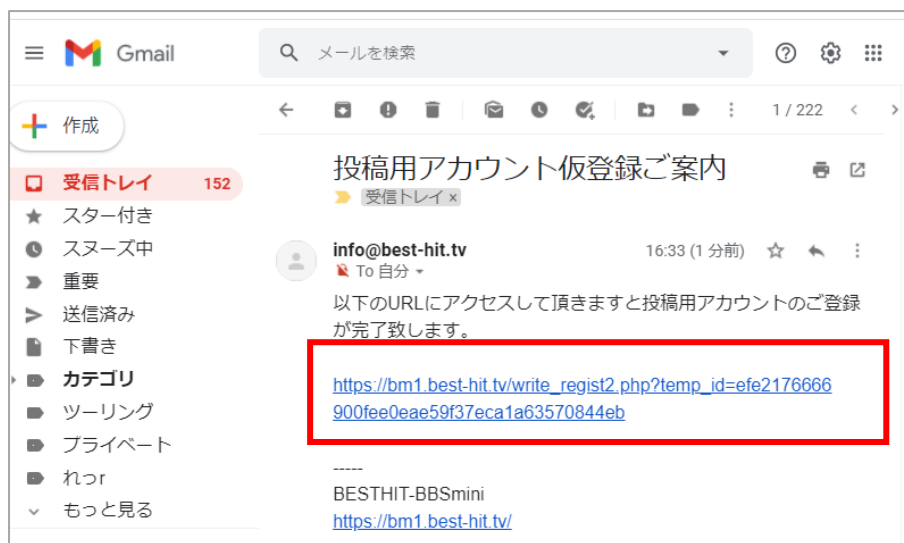 Gmail
メールを検索
作成
1 / 222
受信トレイ 152
スター付き
スヌーズ中
重要
送信済み
下書き
カテゴリ
ツーリング
プライベート
れっr
もっと見る
投稿用アカウント仮登録ご案内
受信トレイ ×
info@best-hit.tv 16:33 (1 分前)
To 自分
以下のURLにアクセスして頂きますと投稿用アカウントのご登録
が完了致します。
https://bm1.best-hit.tv/write_regist2.php?temp_id=efe2176666
900fee0eae59f37eca1a63570844eb
-----
BESTHIT-BBSmini
https://bm1.best-hit.tv/